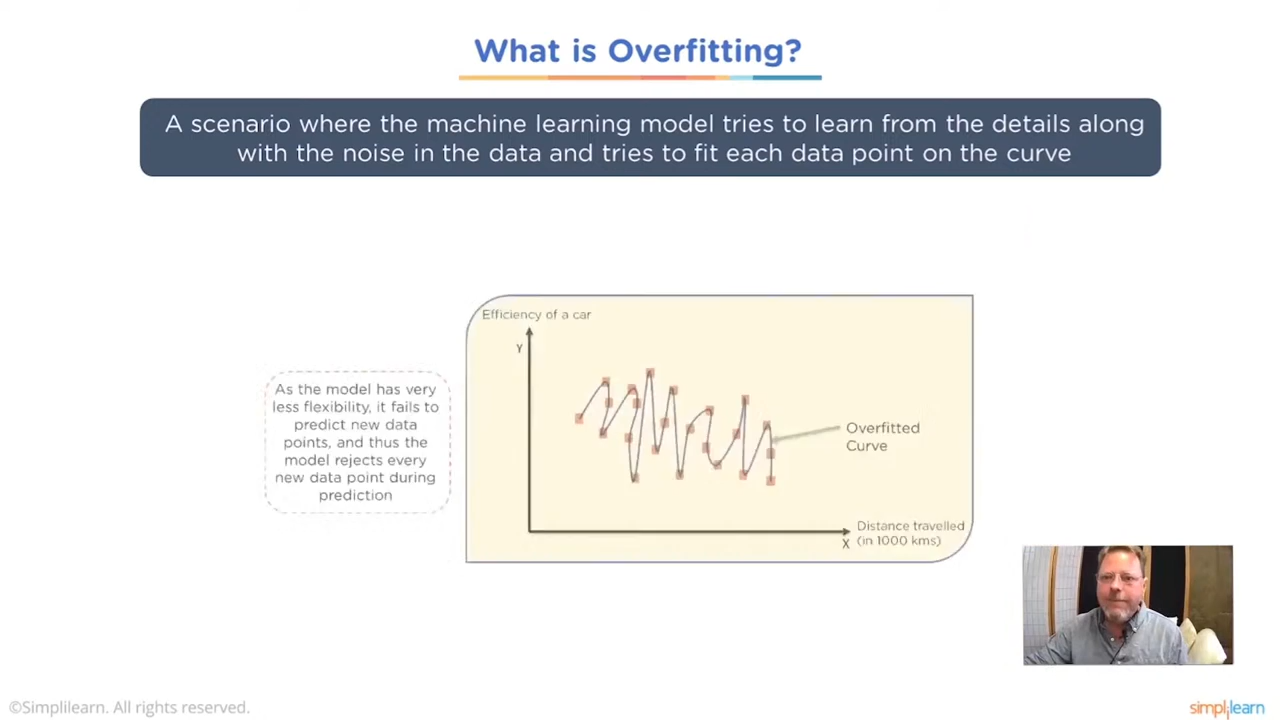 What is Overfitting?
A scenario where the machine learning model tries to learn from the details along
with the noise in the data and tries to fit each data point on the curve
Efficiency of a car
Y
As the model has very
less flexibility, it fails to
predict new data
points, and thus the
model rejects every
new data point during
prediction
Overfitted
Curve
X
Distance travelled
(in 1000 kms)
©Simplilearn. All rights reserved.
simplilearn